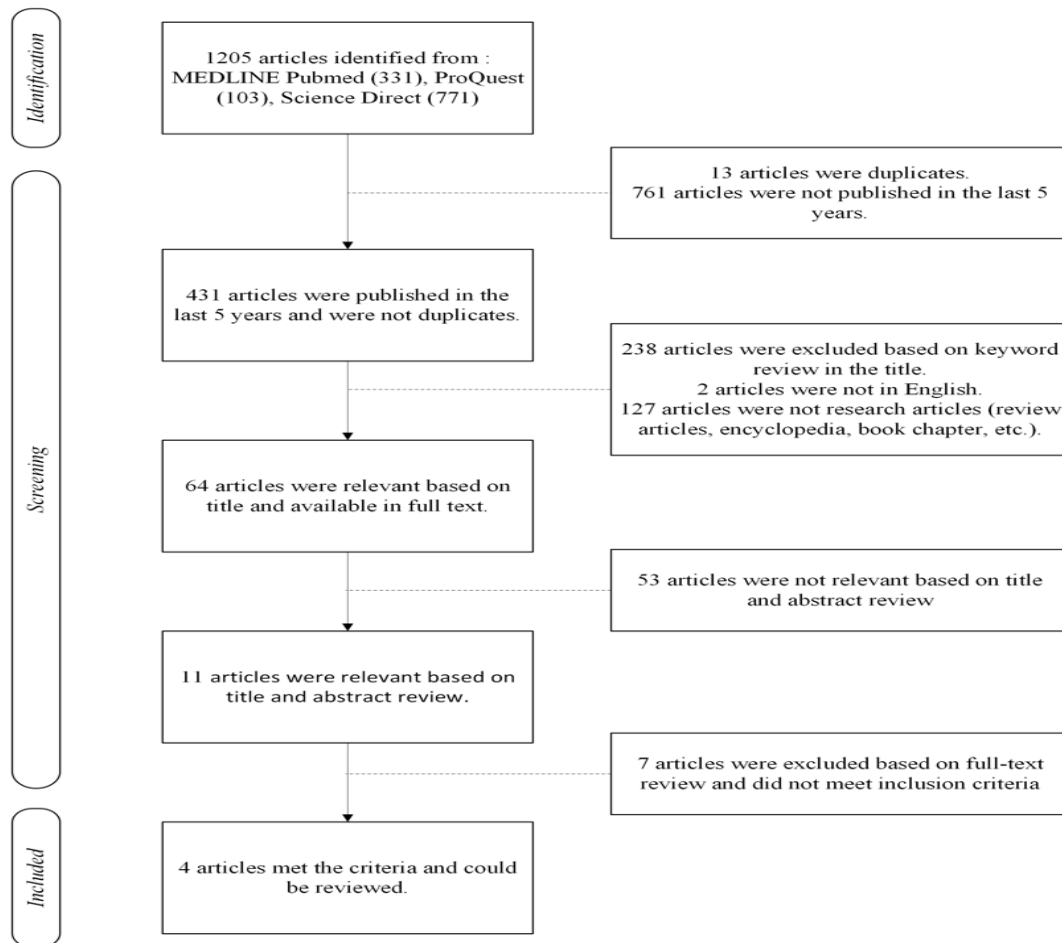 Identification
1205 articles identified from :
MEDLINE Pubmed (331), ProQuest
(103), Science Direct (771)
13 articles were duplicates.
761 articles were not published in the last 5
years.
Screening
431 articles were published in the
last 5 years and were not duplicates.
238 articles were excluded based on keyword
review in the title.
2 articles were not in English.
127 articles were not research articles (review
articles, encyclopedia, book chapter, etc.).
64 articles were relevant based on
title and available in full text.
53 articles were not relevant based on title
and abstract review
11 articles were relevant based on
title and abstract review.
7 articles were excluded based on full-text
review and did not meet inclusion criteria
Included
4 articles met the criteria and could
be reviewed.